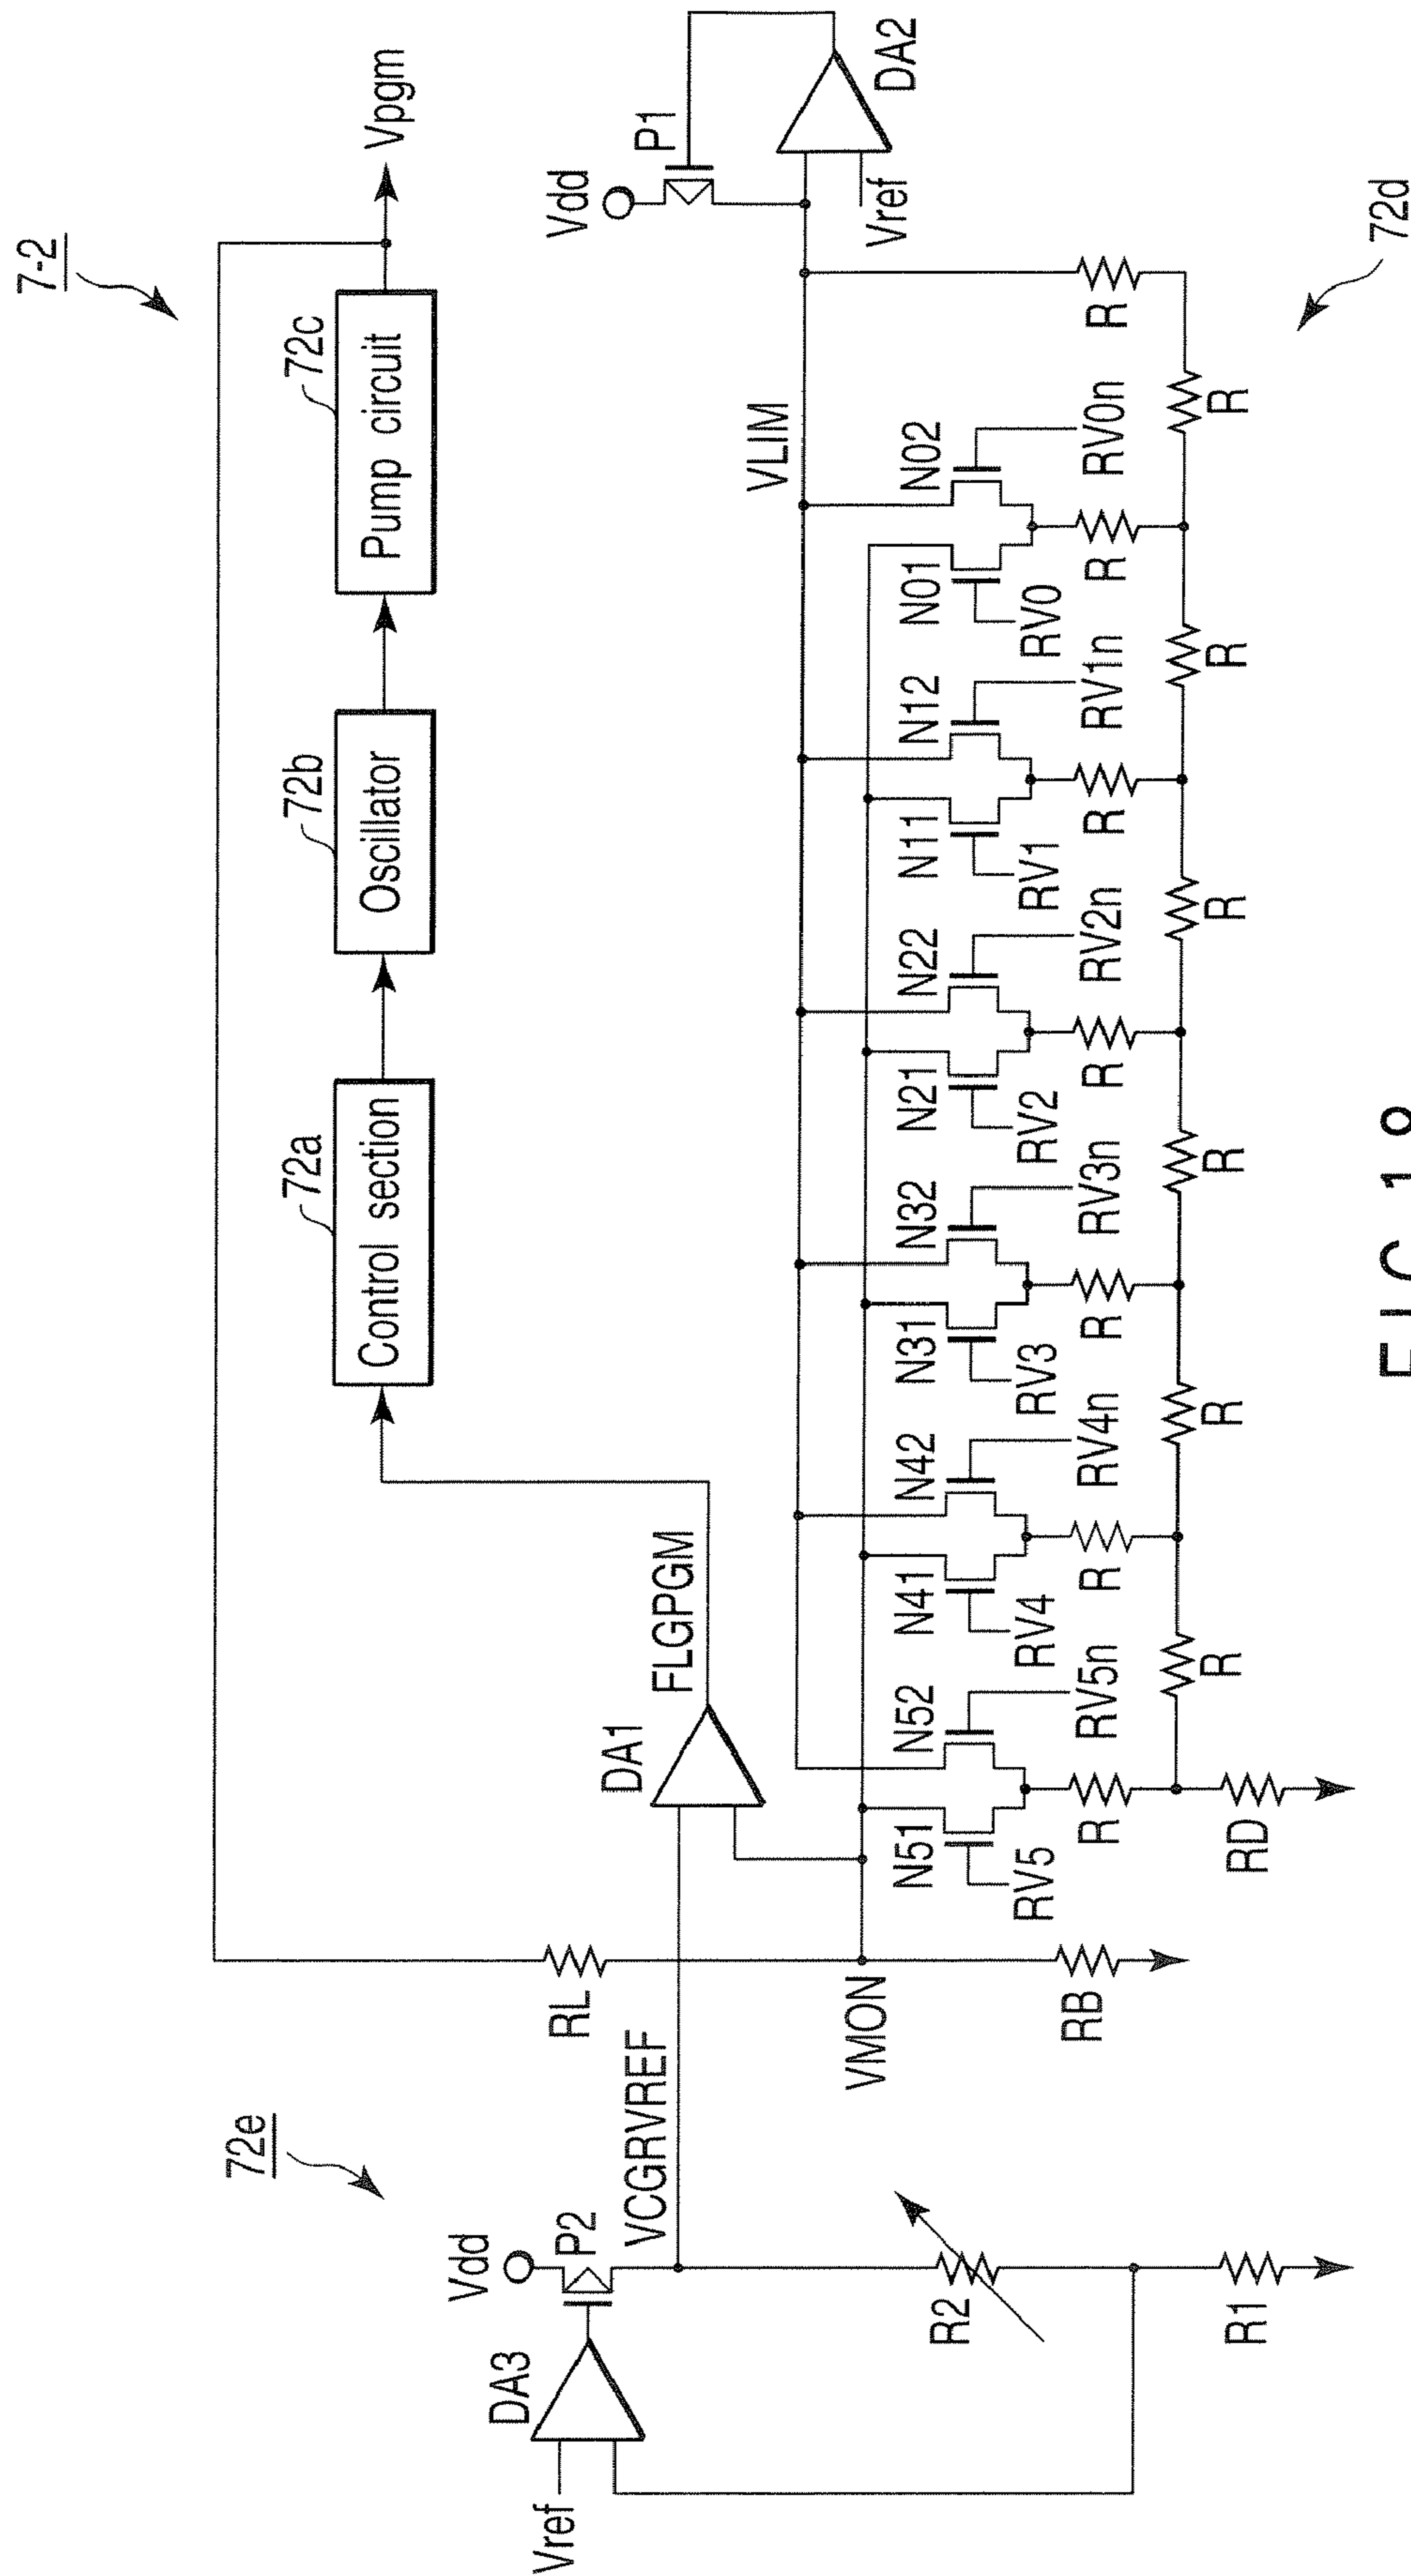 7-2
Vpgm
72c
Pump circuit
72b
Oscillator
72a
Control section
72e
Vdd
P2
DA3
Vref
VCGRVREF
R2
R1
RL
VMON
RB
DA1
FLGPGM
Vdd
P1
DA2
Vref
VLIM
N51
N52
RV5
RV5n
N41
N42
RV4
RV4n
N31
N32
RV3
RV3n
N21
N22
RV2
RV2n
N11
N12
RV1
RV1n
N01
N02
RV0
RV0n
R
R
R
R
R
R
R
RD
R
R
R
R
R
R
72d
FIG. 18